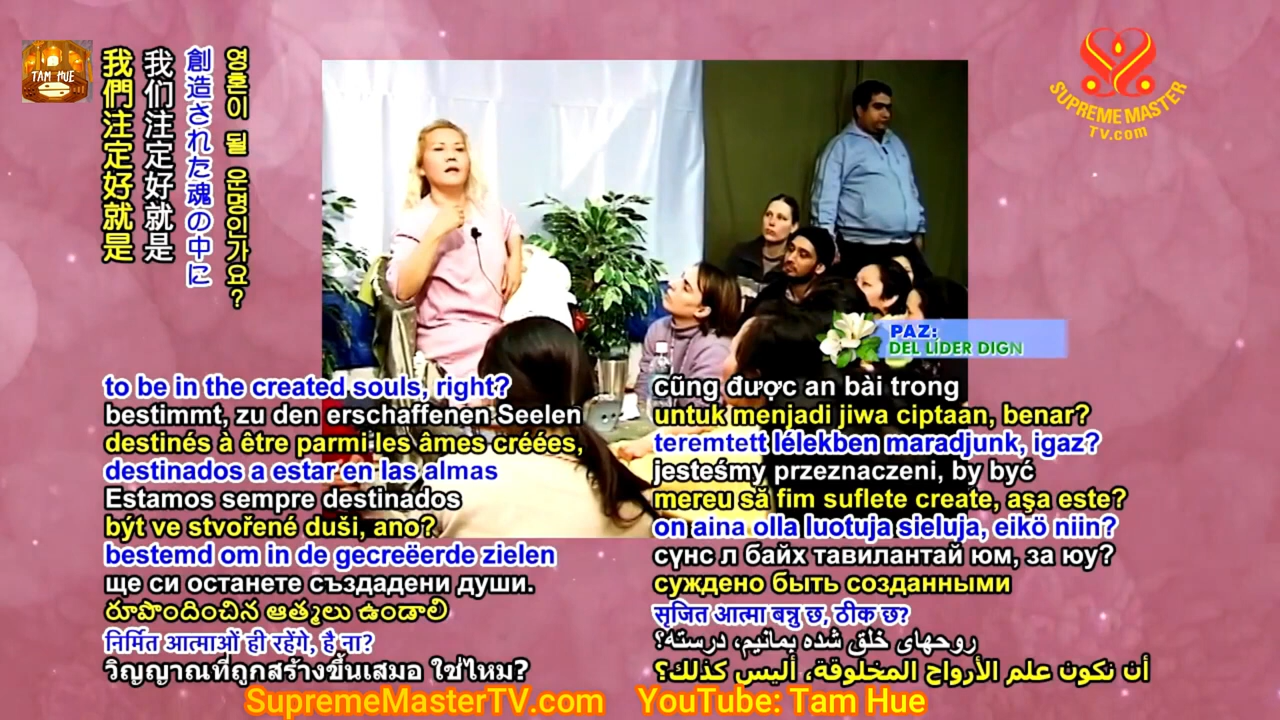 TAM HUE
我們注定好就是
我们注定好就是
創造された魂の中に
영혼이 될 운명인가요?
SUPREME MASTER
TV.com
PAZ:
DEL LÍDER DIGN
to be in the created souls, right?
bestimmt, zu den erschaffenen Seelen
destinés à être parmi les âmes créées,
destinados a estar en las almas
Estamos sempre destinados
být ve stvořené duši, ano?
bestemd om in de gecreëerde zielen
ще си останете създадени души.
రూపొందించిన ఆత్మలు ఉండాలి
निर्मित आत्माओं ही रहेंगे, है ना?
วิญญาณที่ถูกสร้างขึ้นเสมอ ใช่ไหม?
cũng được an bài trong
untuk menjadi jiwa ciptaan, benar?
teremtett lélekben maradjunk, igaz?
jesteśmy przeznaczeni, by być
mereu să fim suflete create, aşa este?
on aina olla luotuja sieluja, eikö niin?
сүнс л байх тавилантай юм, за юу?
суждено быть созданными
सृजित आत्मा बन्नु छ, ठीक छ?
روحهای خلق شده بمانیم، درسته؟
أن نكون علم الأرواح المخلوقة، أليس كذلك؟
SupremeMasterTV.com YouTube: Tam Hue